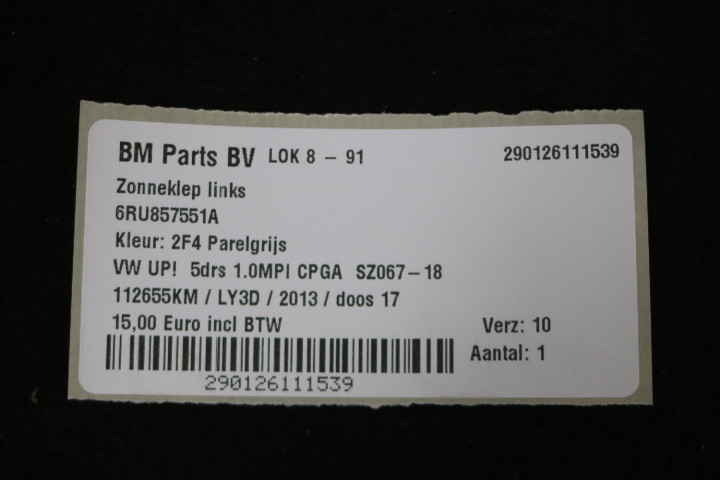 BM Parts BV LOK 8 - 91 290126111539
Zonneklep links
6RU857551A
Kleur: 2F4 Parelgrijs
VW UP! 5drs 1.0MPI CPGA SZ067-18
112655KM / LY3D / 2013 / doos 17
15,00 Euro incl BTW Verz: 10
Aantal: 1
290126111539